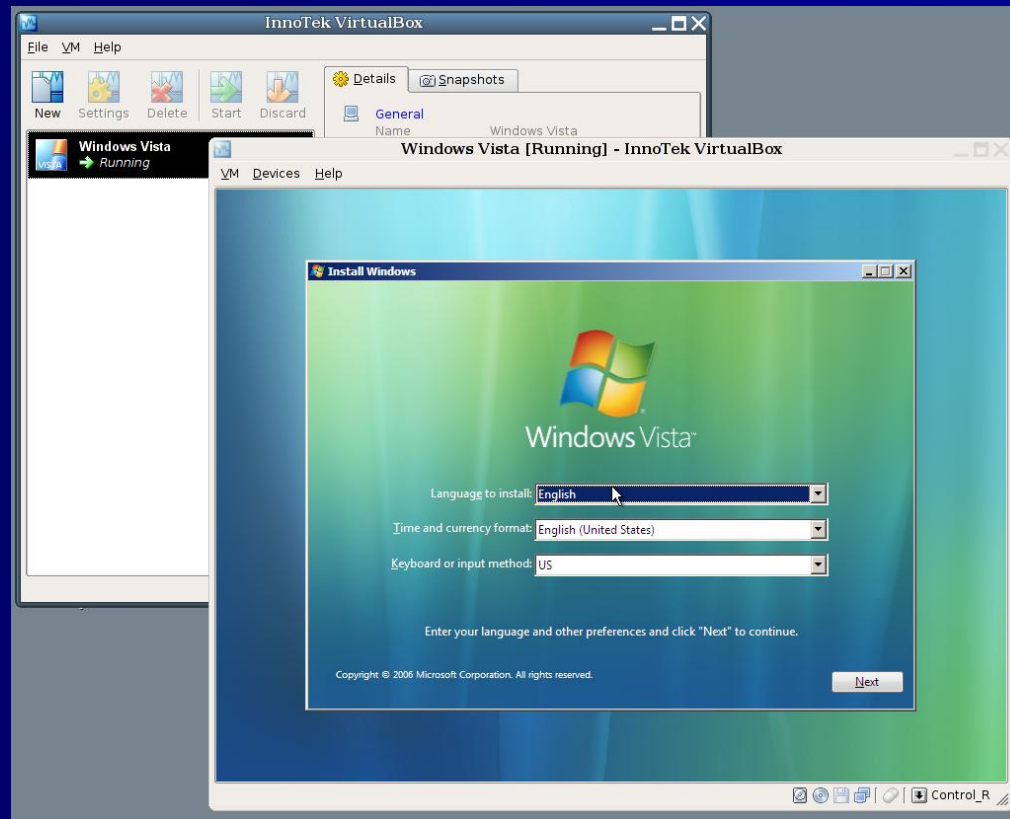 InnoTek VirtualBox
File VM Help
Details Snapshots
New Settings Delete Start Discard
General
Name Windows Vista
Windows Vista
Running
VISTA
Windows Vista [Running] - InnoTek VirtualBox
VM Devices Help
Install Windows
Windows Vista™
Language to install: English
Time and currency format: English (United States)
Keyboard or input method: US
Enter your language and other preferences and click "Next" to continue.
Copyright © 2006 Microsoft Corporation. All rights reserved.
Next
Control_R